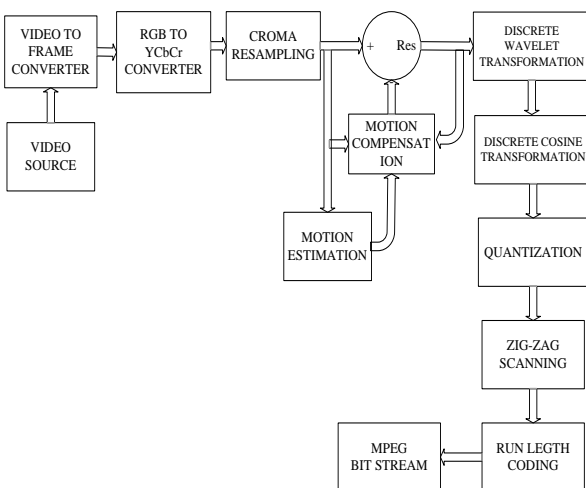 VIDEO TO
FRAME
CONVERTER
RGB TO
YCbCr
CONVERTER
CROMA
RESAMPLING
+ Res
DISCRETE
WAVELET
TRANSFORMATION
VIDEO
SOURCE
MOTION
COMPENSAT
ION
DISCRETE COSINE
TRANSFORMATION
MOTION
ESTIMATION
QUANTIZATION
ZIG-ZAG
SCANNING
MPEG
BIT STREAM
RUN LEGTH
CODING